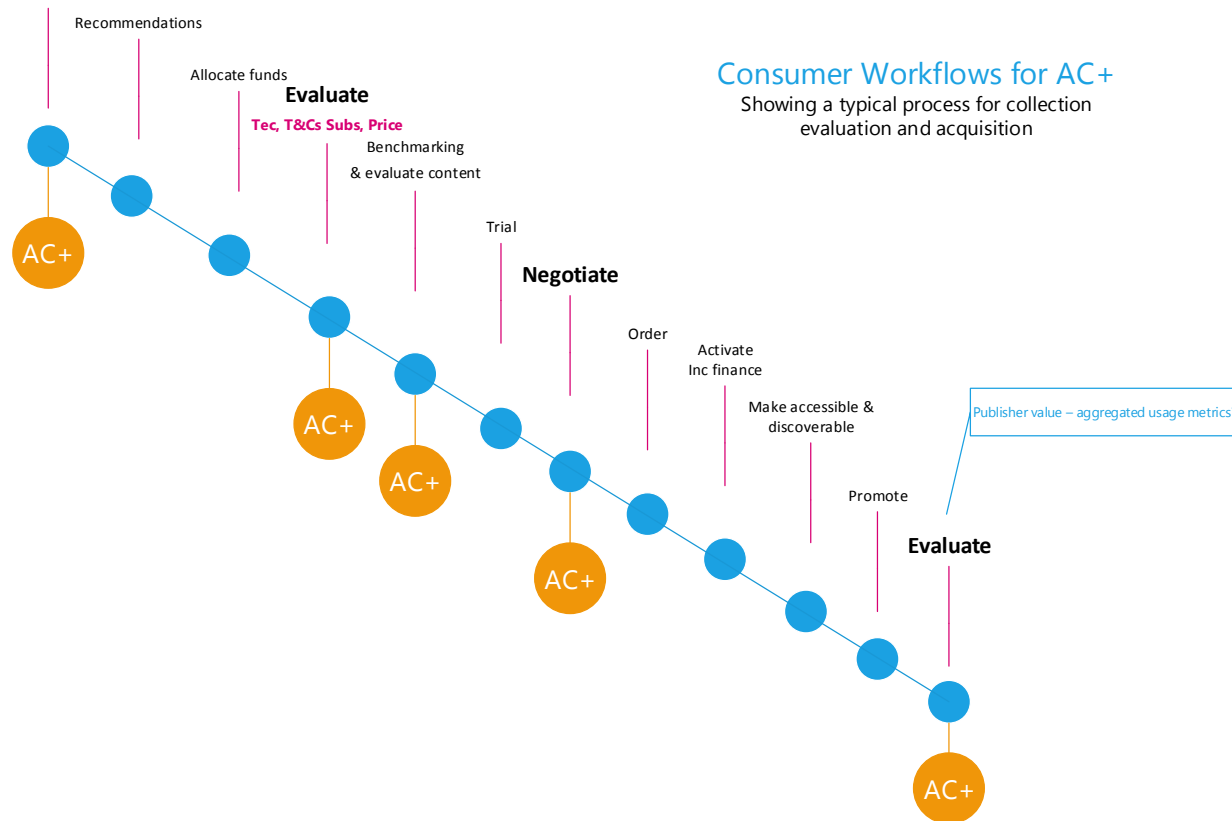 Consumer Workflows for AC+
Showing a typical process for collection
evaluation and acquisition
Recommendations
Allocate funds
Evaluate
Tec, T&Cs Subs, Price
Benchmarking
& evaluate content
Trial
Negotiate
Order
Activate
Inc finance
Make accessible &
discoverable
Promote
Evaluate
Publisher value – aggregated usage metrics
AC+
AC+
AC+
AC+
AC+